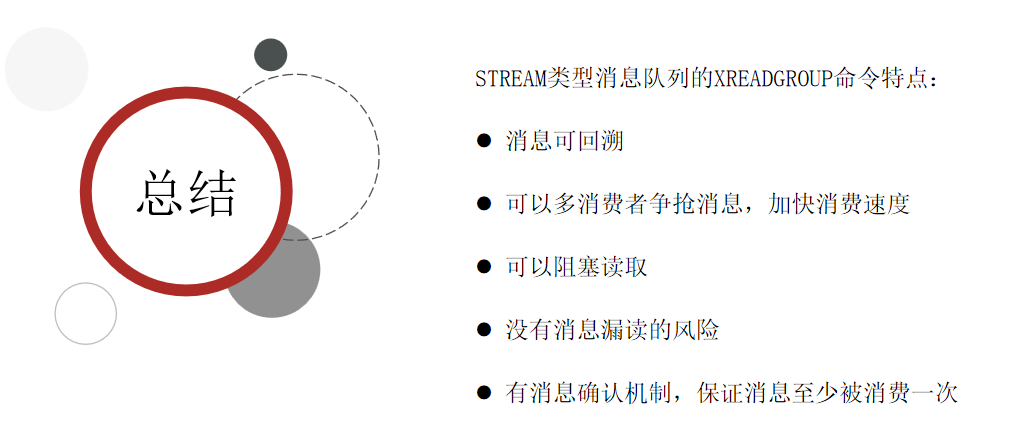 总结
STREAM类型消息队列的XREADGROUP命令特点：
● 消息可回溯
● 可以多消费者争抢消息，加快消费速度
● 可以阻塞读取
● 没有消息漏读的风险
● 有消息确认机制，保证消息至少被消费一次